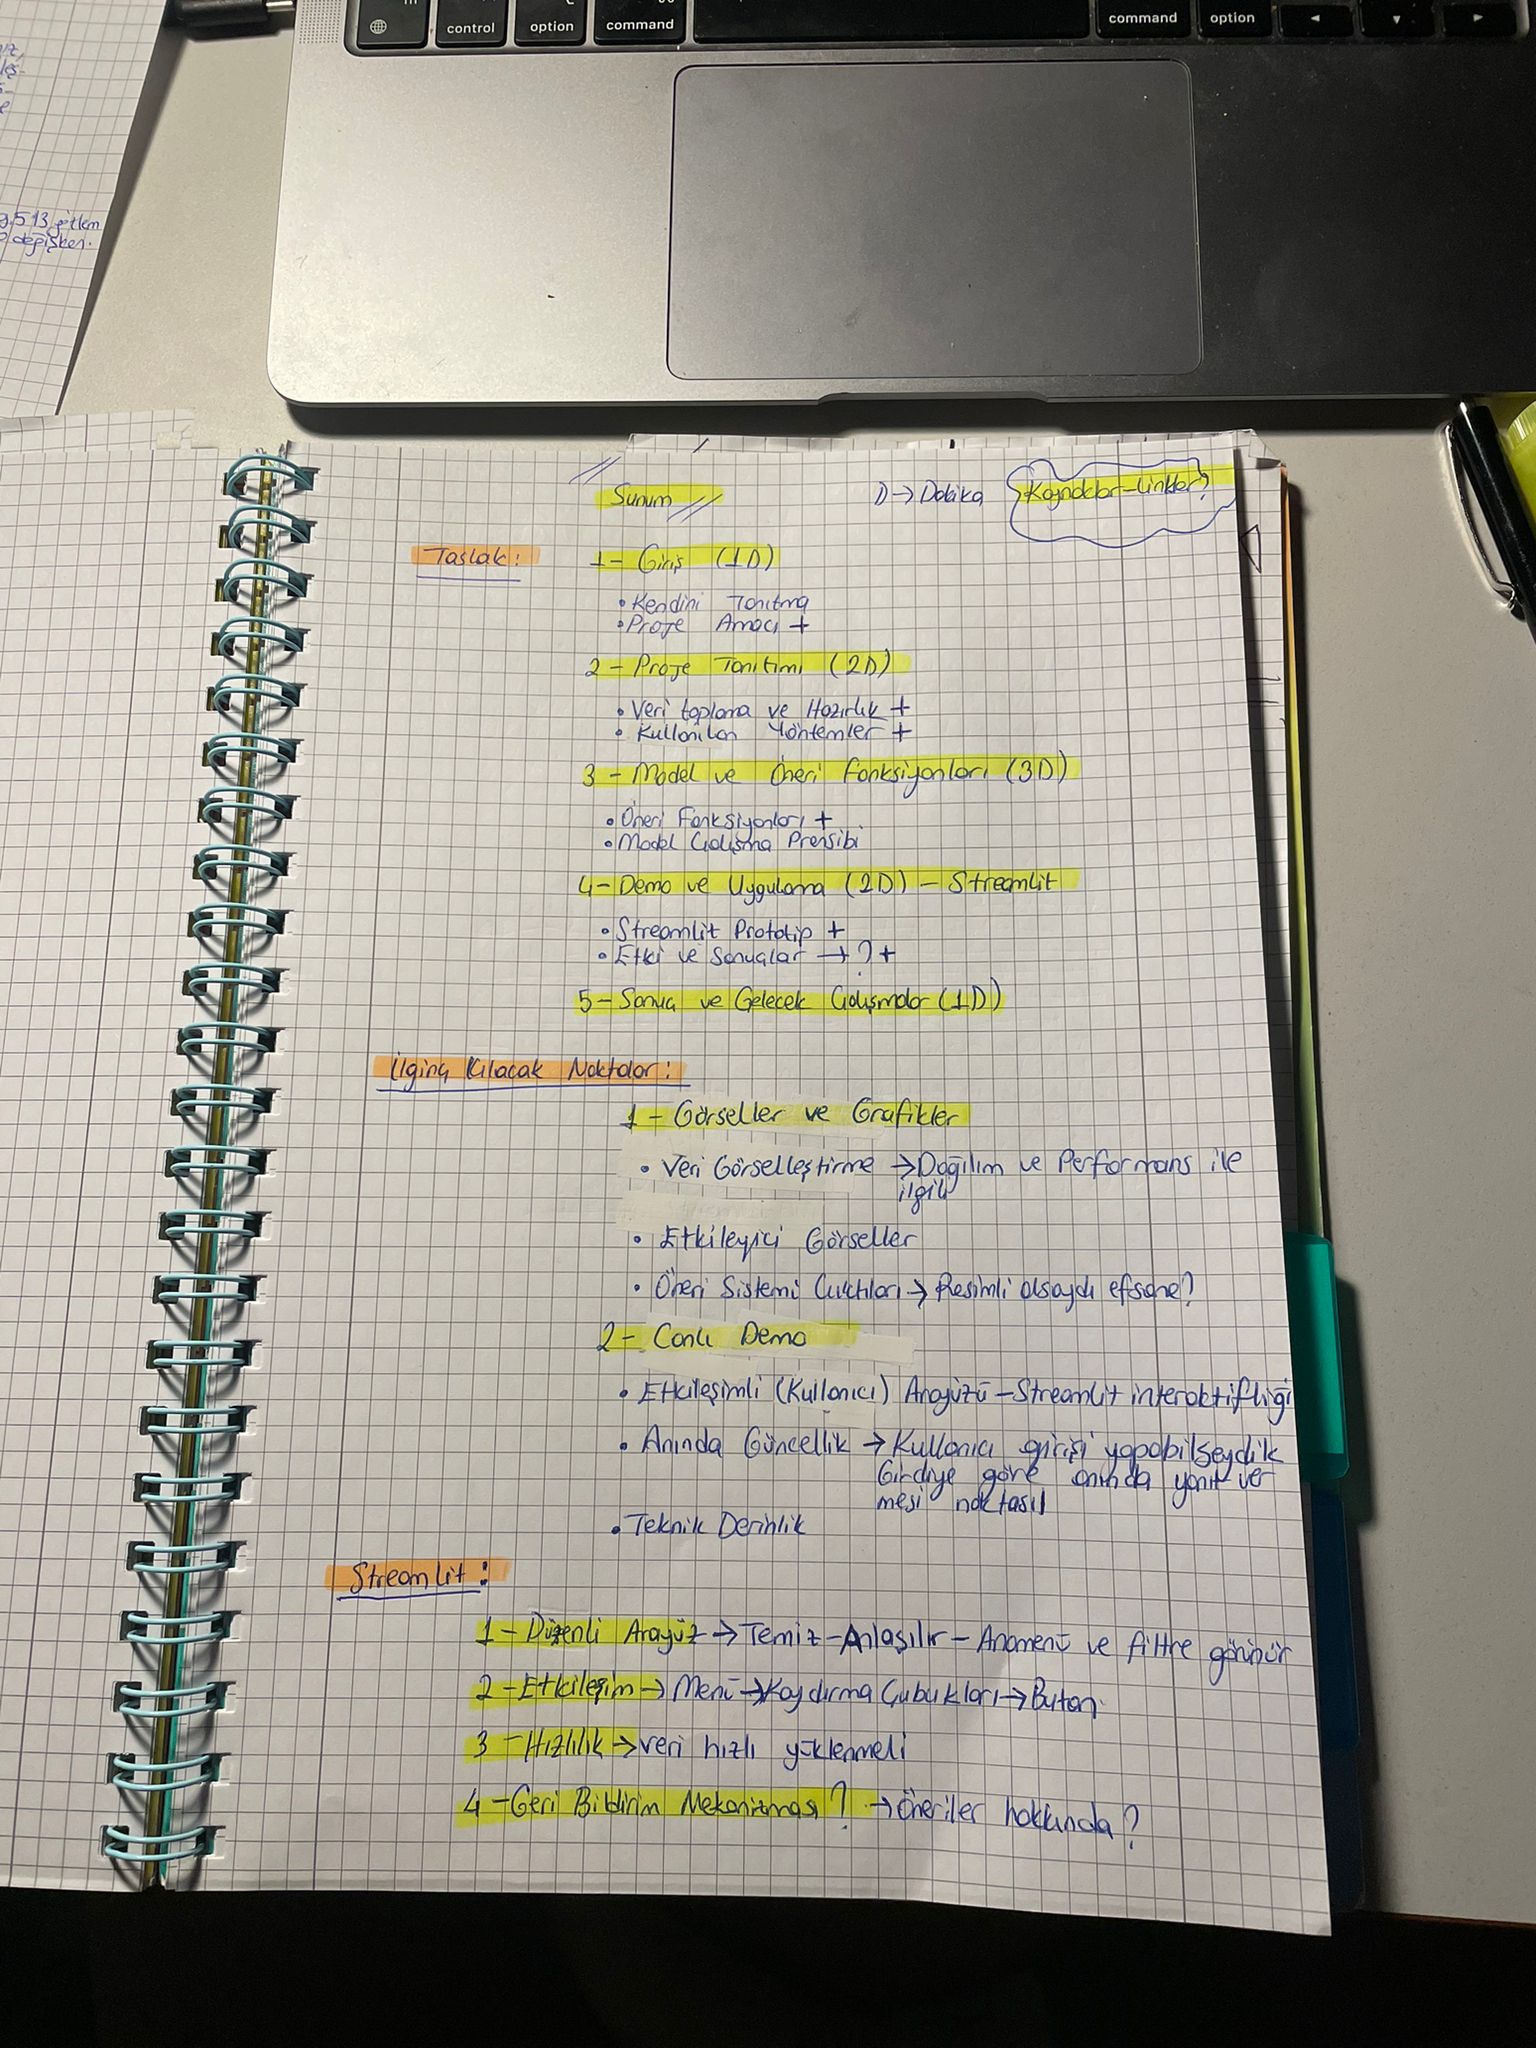 control
option
command
command
option
513
değişken.
Sunum
D → Dakika
Kaynaklar-Linkler?
Taslak:
1- Giriş (1D)
• Kendini Tanıtma
• Proje Amacı +
2- Proje Tanıtımı (2D)
• Veri toplama ve Hazırlık +
• Kullanılan Yöntemler +
3- Model ve Öneri Fonksiyonları (3D)
• Öneri Fonksiyonları +
• Model Çalışma Prensibi
4- Demo ve Uygulama (2D) - Streamlit
• Streamlit Prototip +
• Etki ve Sonuçlar → ? +
5- Sonuç ve Gelecek Çalışmalar (1D)
İlginç Kılacak Noktalar:
1- Görseller ve Grafikler
• Veri Görselleştirme → Dağılım ve Performans ile
ilgili
• Etkileyici Görseller
• Öneri Sistemi Çıktıları → Resimli olsaydı efsane?
2- Canlı Demo
• Etkileşimli (Kullanıcı) Arayüzü - Streamlit interaktifliği
• Anında Güncellik → Kullanıcı girişi yapabilseydik
Girdiye göre anında yanıt ver
mesi noktası!
• Teknik Derinlik
Streamlit:
1- Düzenli Arayüz → Temiz - Anlaşılır - Anamenü ve filtre görünür
2- Etkileşim → Menü → Kaydırma Çubukları → Buton.
3- Hızlılık → veri hızlı yüklenmeli
4- Geri Bildirim Mekanizması? → Öneriler hakkında?